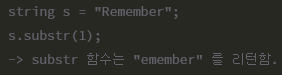 string s = "Remember";
s.substr(1);
-> substr 함수는 "emember" 를 리턴함.